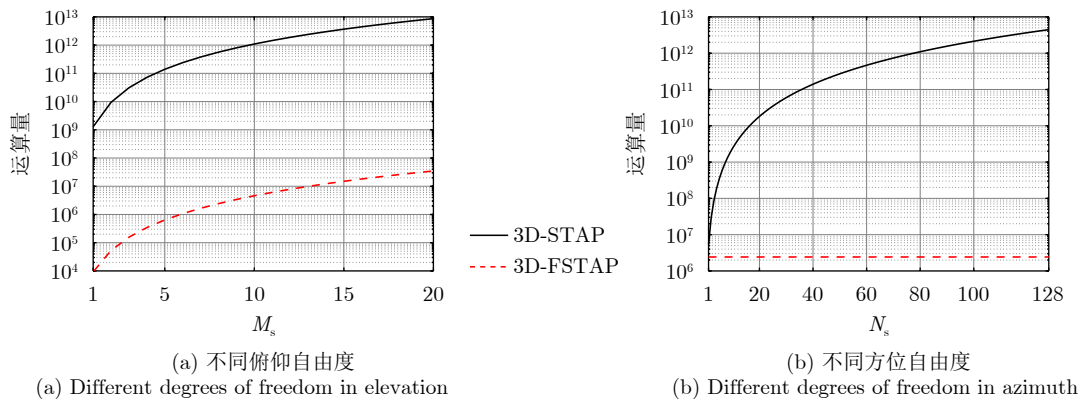 10^13
10^12
10^11
10^10
10^9
10^8
10^7
10^6
10^5
10^4
运算量
1 5 10 15 20
M_s
(a) 不同俯仰自由度
(a) Different degrees of freedom in elevation
3D-STAP
3D-FSTAP
10^13
10^12
10^11
10^10
10^9
10^8
10^7
10^6
运算量
1 20 40 60 80 100 128
N_s
(b) 不同方位自由度
(b) Different degrees of freedom in azimuth